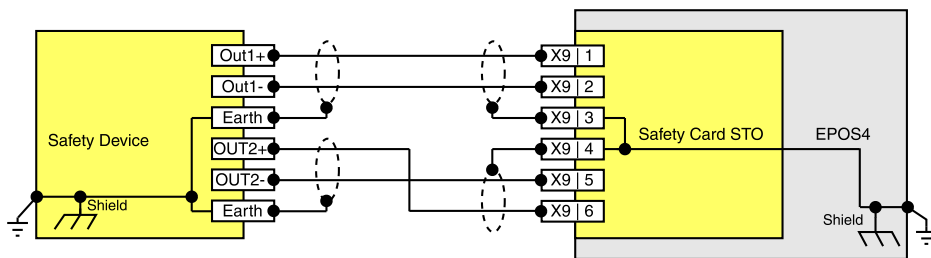 Out1+
X9 | 1
Out1-
X9 | 2
Earth
X9 | 3
Safety Device
Safety Card STO
EPOS4
OUT2+
X9 | 4
OUT2-
X9 | 5
Shield
Earth
X9 | 6
Shield